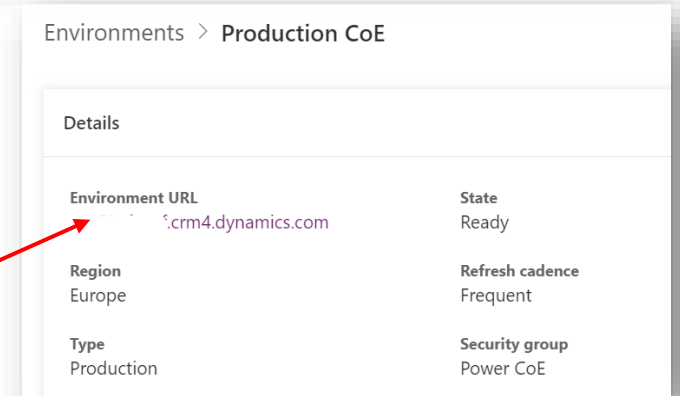 Environments > Production CoE
Details
Environment URL
State
f.crm4.dynamics.com
Ready
Region
Refresh cadence
Europe
Frequent
Type
Security group
Production
Power CoE